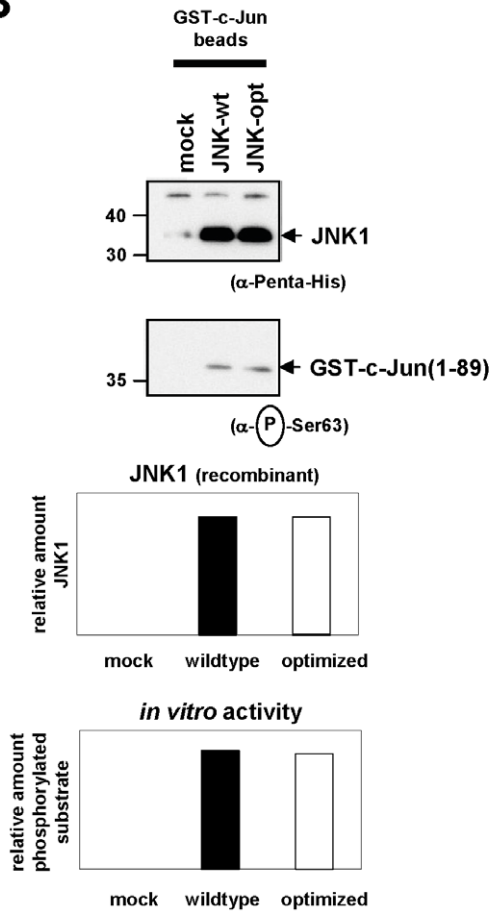 GST-c-Jun
beads
mock
JNK-wt
JNK-opt
40
30
JNK1
(α-Penta-His)
35
GST-c-Jun(1-89)
(α-P-Ser63)
JNK1 (recombinant)
relative amount
JNK1
mock wildtype optimized
in vitro activity
relative amount
phosphorylated
substrate
mock wildtype optimized